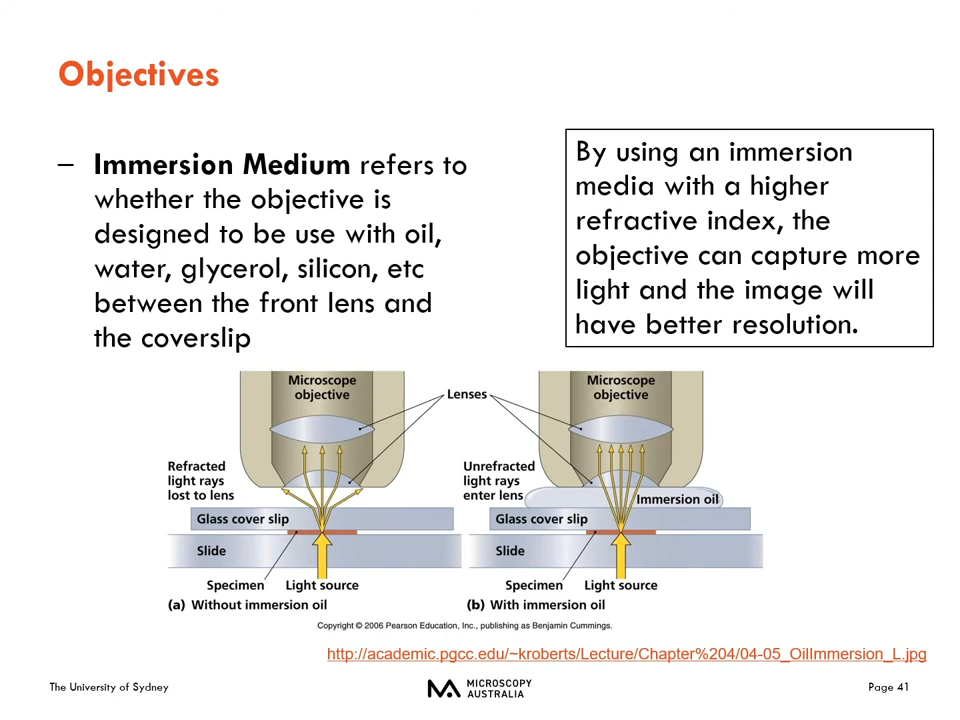 Objectives
– Immersion Medium refers to
whether the objective is
designed to be use with oil,
water, glycerol, silicon, etc
between the front lens and
the coverslip
By using an immersion
media with a higher
refractive index, the
objective can capture more
light and the image will
have better resolution.
Microscope
objective
Lenses
Microscope
objective
Refracted
light rays
lost to lens
Unrefracted
light rays
enter lens
Immersion oil
Glass cover slip
Glass cover slip
Slide
Slide
Specimen
Light source
Specimen
Light source
(a) Without immersion oil
(b) With immersion oil
Copyright © 2006 Pearson Education, Inc., publishing as Benjamin Cummings.
http://academic.pgcc.edu/~kroberts/Lecture/Chapter%204/04-05_OilImmersion_L.jpg
The University of Sydney
MICROSCOPY
AUSTRALIA
Page 41